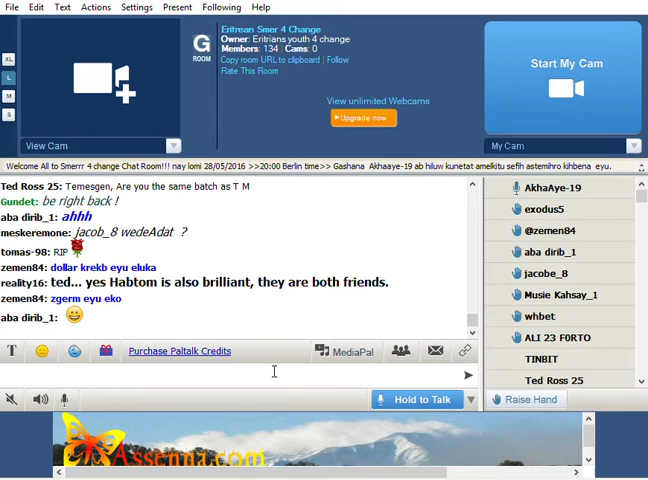 File Edit Text Actions Settings Present Following Help
XL
L
M
S
View Cam
G
ROOM
Eritrean Smer 4 Change
Owner: Eritrians youth 4 change
Members: 134 | Cams: 0
Copy room URL to clipboard | Follow
Rate This Room
View unlimited Webcams
Upgrade now
Start My Cam
My Cam
Welcome All to Smerrr 4 change Chat Room!!! nay lomi 28/05/2016 >>20:00 Berlin time>> Gashana Akhaaye-19 ab hiluw kunetat amelkitu sefih astemihro kihbena eyu.
Ted Ross 25: Temesgen, Are you the same batch as T M
Gundet: be right back !
aba dirib_1: ahhh
meskeremone: jacob_8 wedeAdat ?
tomas-98: RIP
zemen84: dollar krekb eyu eluka
reality16: ted... yes Habtom is also brilliant, they are both friends.
zemen84: zgerm eyu eko
aba dirib_1:
AkhaAye-19
exodus5
@zemen84
aba dirib_1
jacobe_8
Musie Kahsay_1
whbet
ALI 23 F0RTO
TINBIT
Ted Ross 25
T
Purchase Paltalk Credits
MediaPal
Hold to Talk
Raise Hand
Assenna.com